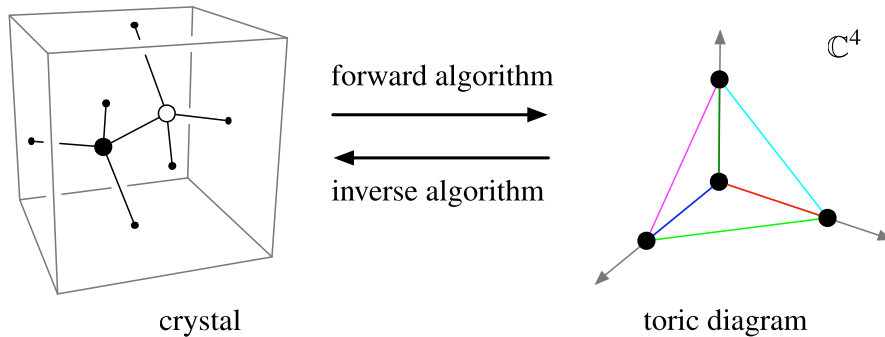 ℂ⁴
forward algorithm
inverse algorithm
crystal
toric diagram